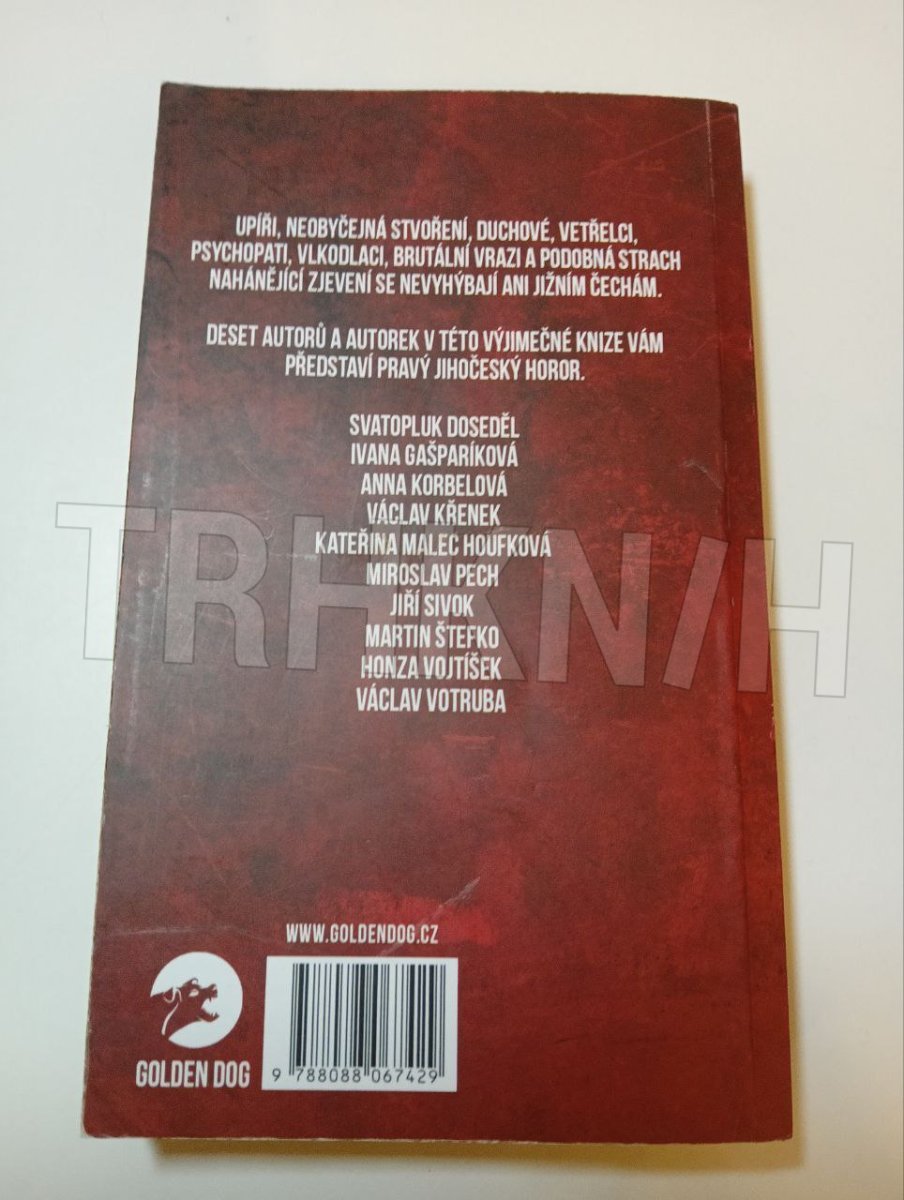 UPÍŘI, NEOBYČEJNÁ STVOŘENÍ, DUCHOVÉ, VETŘELCI,
PSYCHOPATI, VLKODLACI, BRUTÁLNÍ VRAZI A PODOBNÁ STRACH
NAHÁNĚJÍCÍ ZJEVENÍ SE NEVYHÝBAJÍ ANI JIŽNÍM ČECHÁM.
DESET AUTORŮ A AUTOREK V TÉTO VÝJIMEČNÉ KNIZE VÁM
PŘEDSTAVÍ PRAVÝ JIHOČESKÝ HOROR.
SVATOPLUK DOSEDĚL
IVANA GAŠPARÍKOVÁ
ANNA KORBELOVÁ
VÁCLAV KŘENEK
KATEŘINA MALEC HOUFKOVÁ
MIROSLAV PECH
JIŘÍ SIVOK
MARTIN ŠTEFKO
HONZA VOJTÍŠEK
VÁCLAV VOTRUBA
TRHKNIH
WWW.GOLDENDOG.CZ
GOLDEN DOG
9 788088 067429